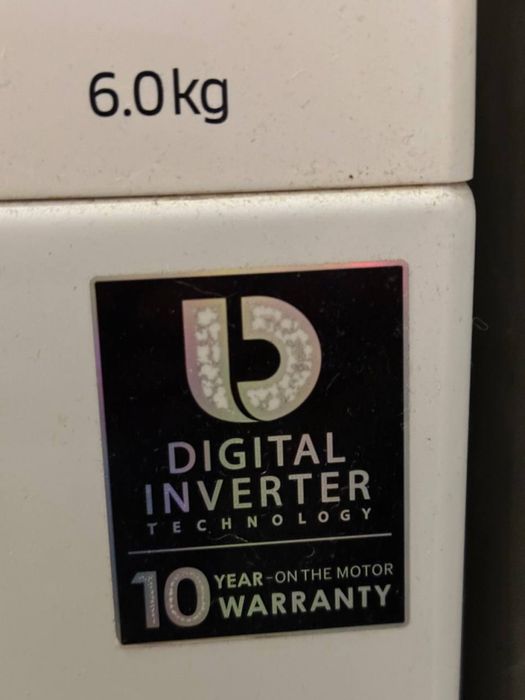 6.0kg
DIGITAL
INVERTER
TECHNOLOGY
10 YEAR-ON THE MOTOR
WARRANTY